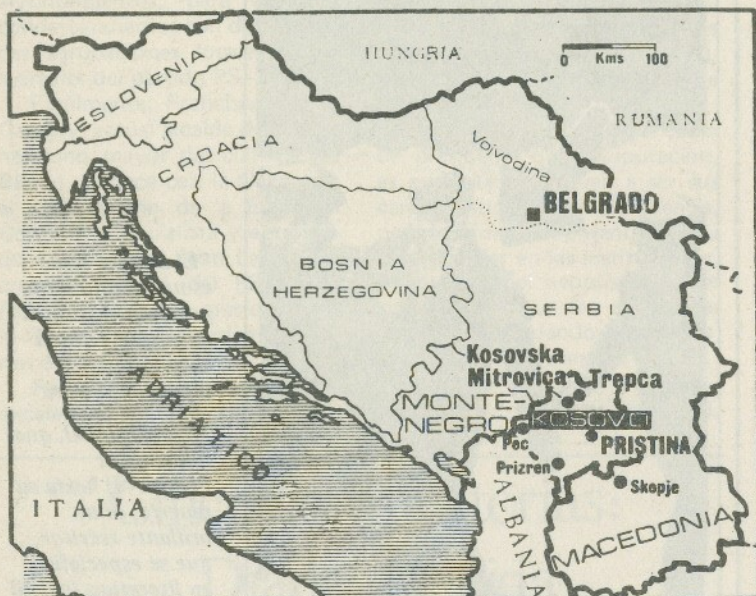 HUNGRIA
0 Kms 100
ESLOVENIA
RUMANIA
CROACIA
Vojvodina
BELGRADO
BOSNIA
HERZEGOVINA
SERBIA
Kosovska
Mitrovica
Trepca
ADRIATICO
MONTE-
NEGRO
KOSOVO
Pec
PRISTINA
Prizren
Skopje
ITALIA
ALBANIA
MACEDONIA